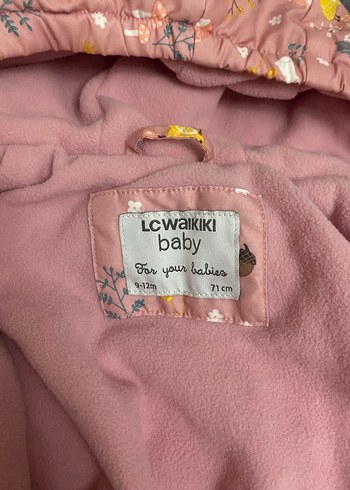 LCWAIKIKI
baby
For your babies
9-12m 71 cm